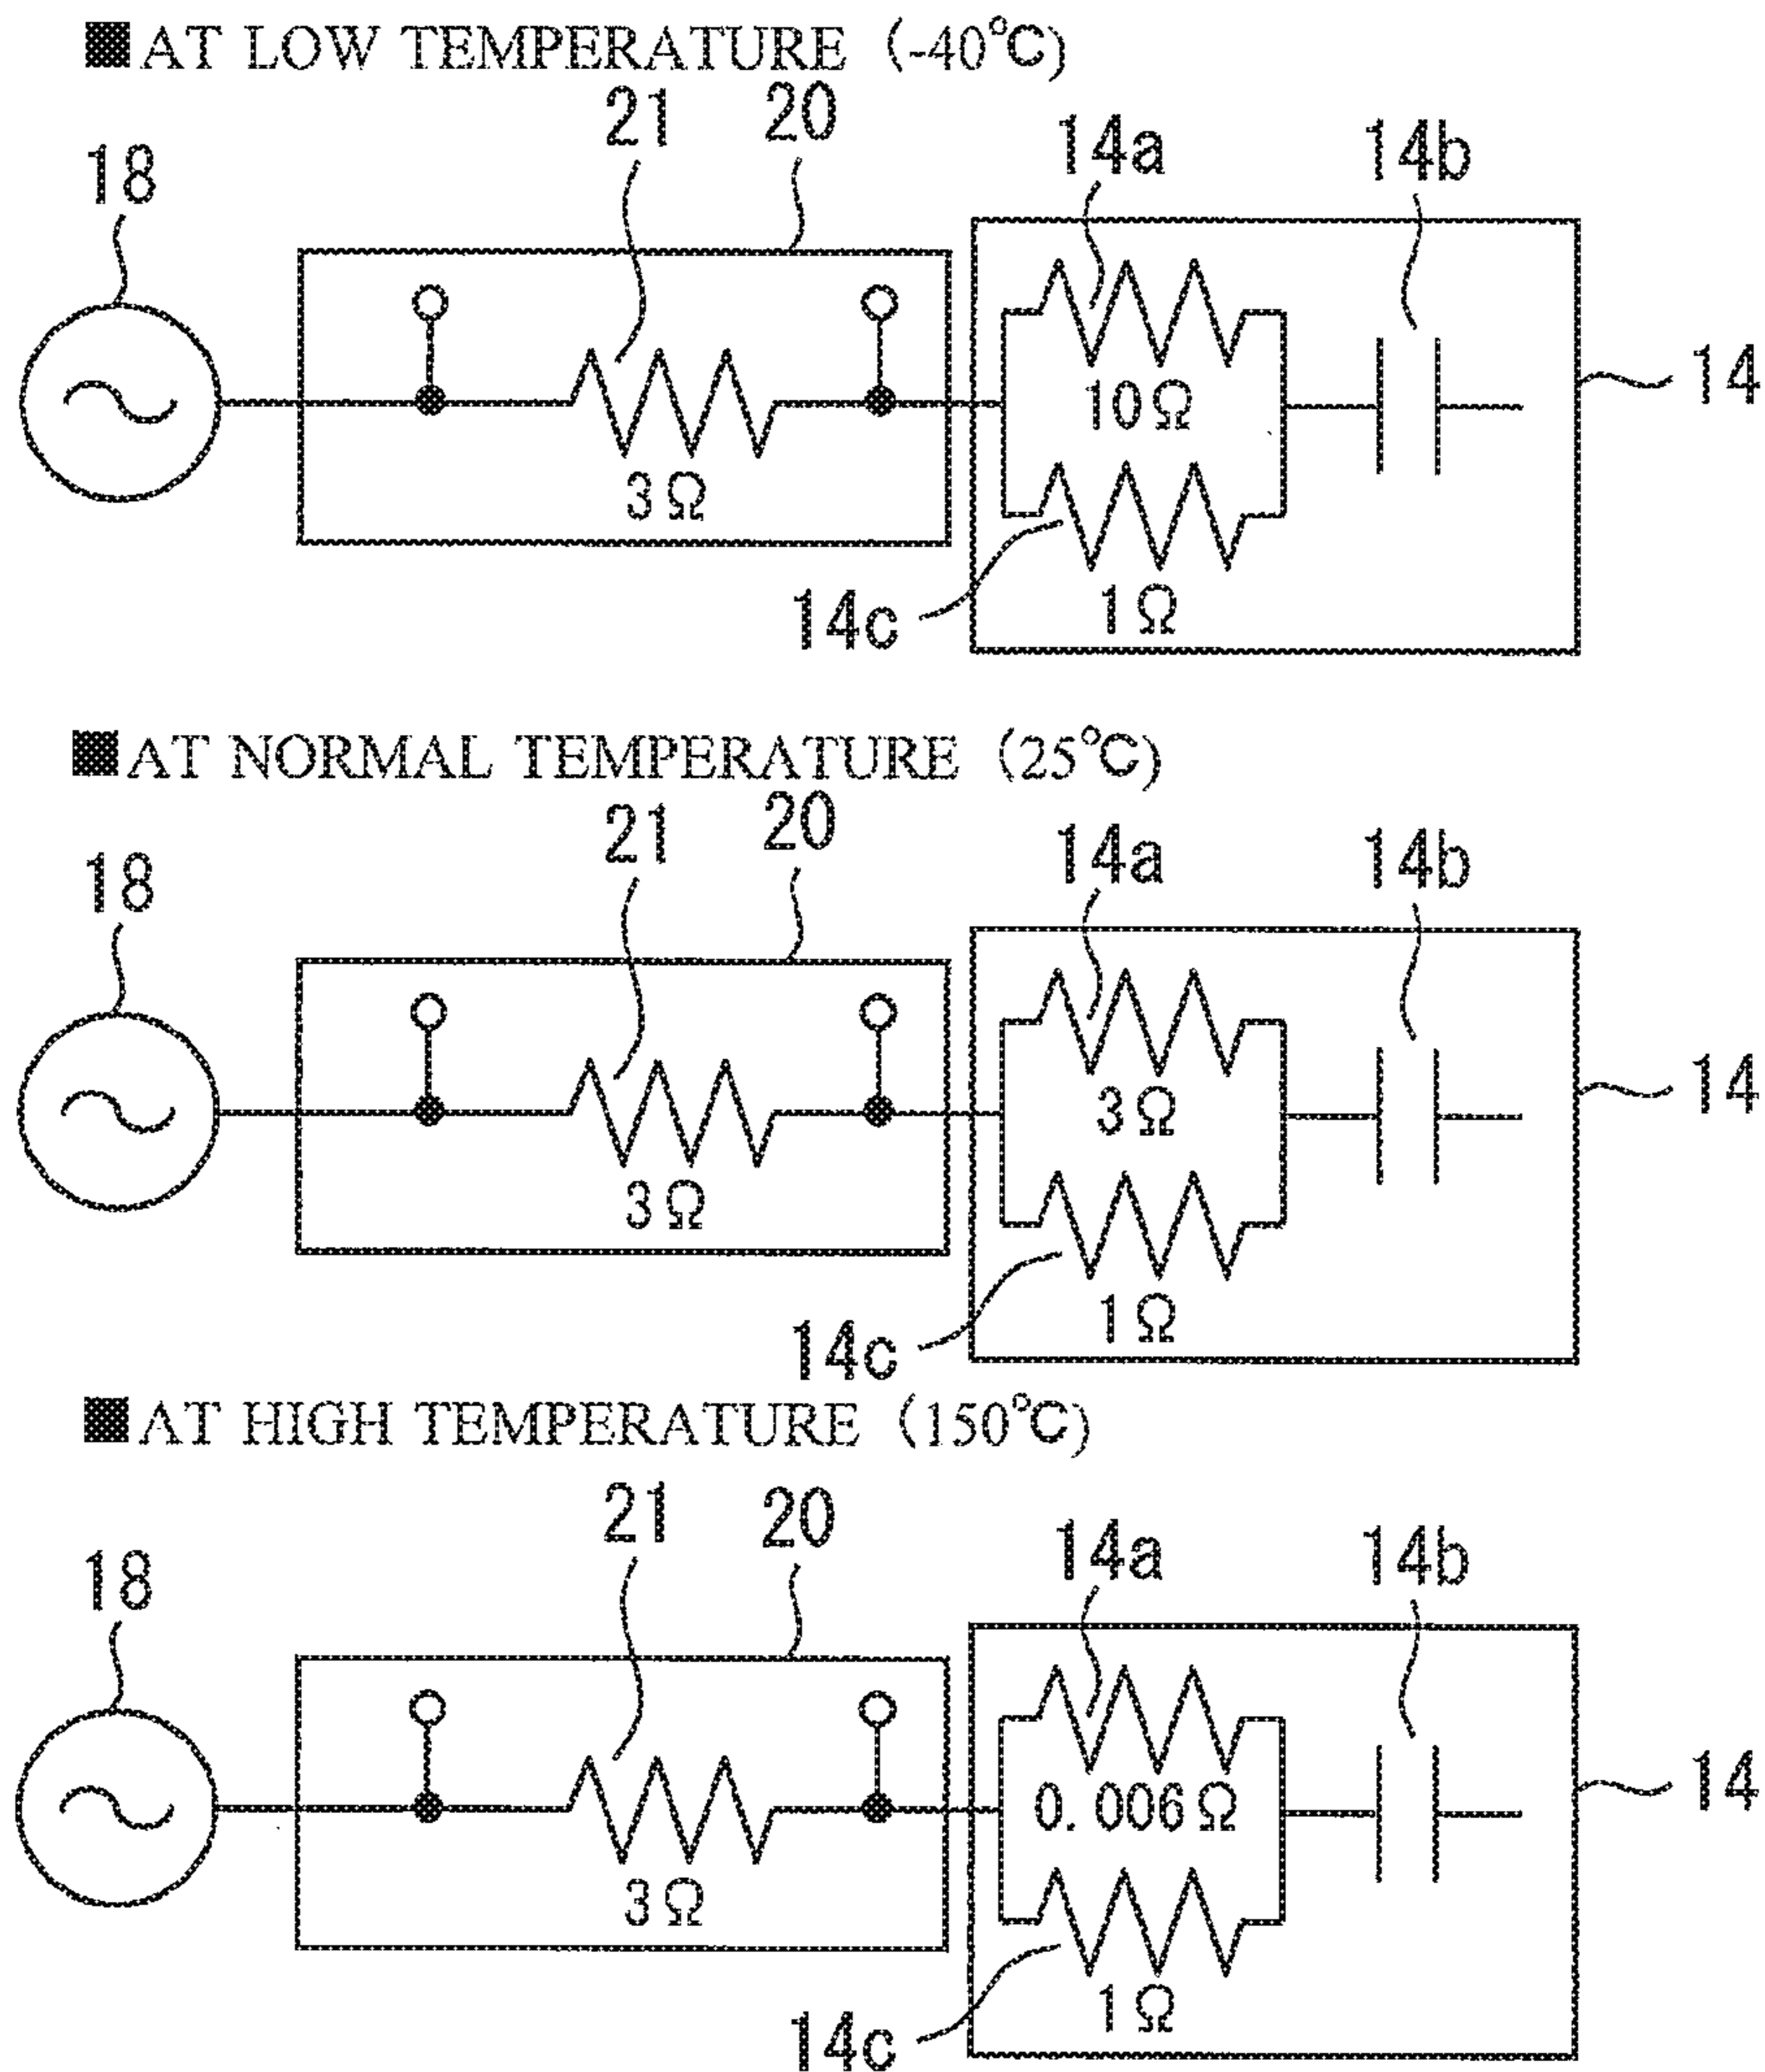 ■AT LOW TEMPERATURE (-40℃)
21
20
14a
14b
18
14
10Ω
3Ω
14c
1Ω
■AT NORMAL TEMPERATURE (25℃)
21
20
14a
14b
18
14
3Ω
3Ω
14c
1Ω
■AT HIGH TEMPERATURE (150℃)
21
20
14a
14b
18
14
0.006Ω
3Ω
14c
1Ω